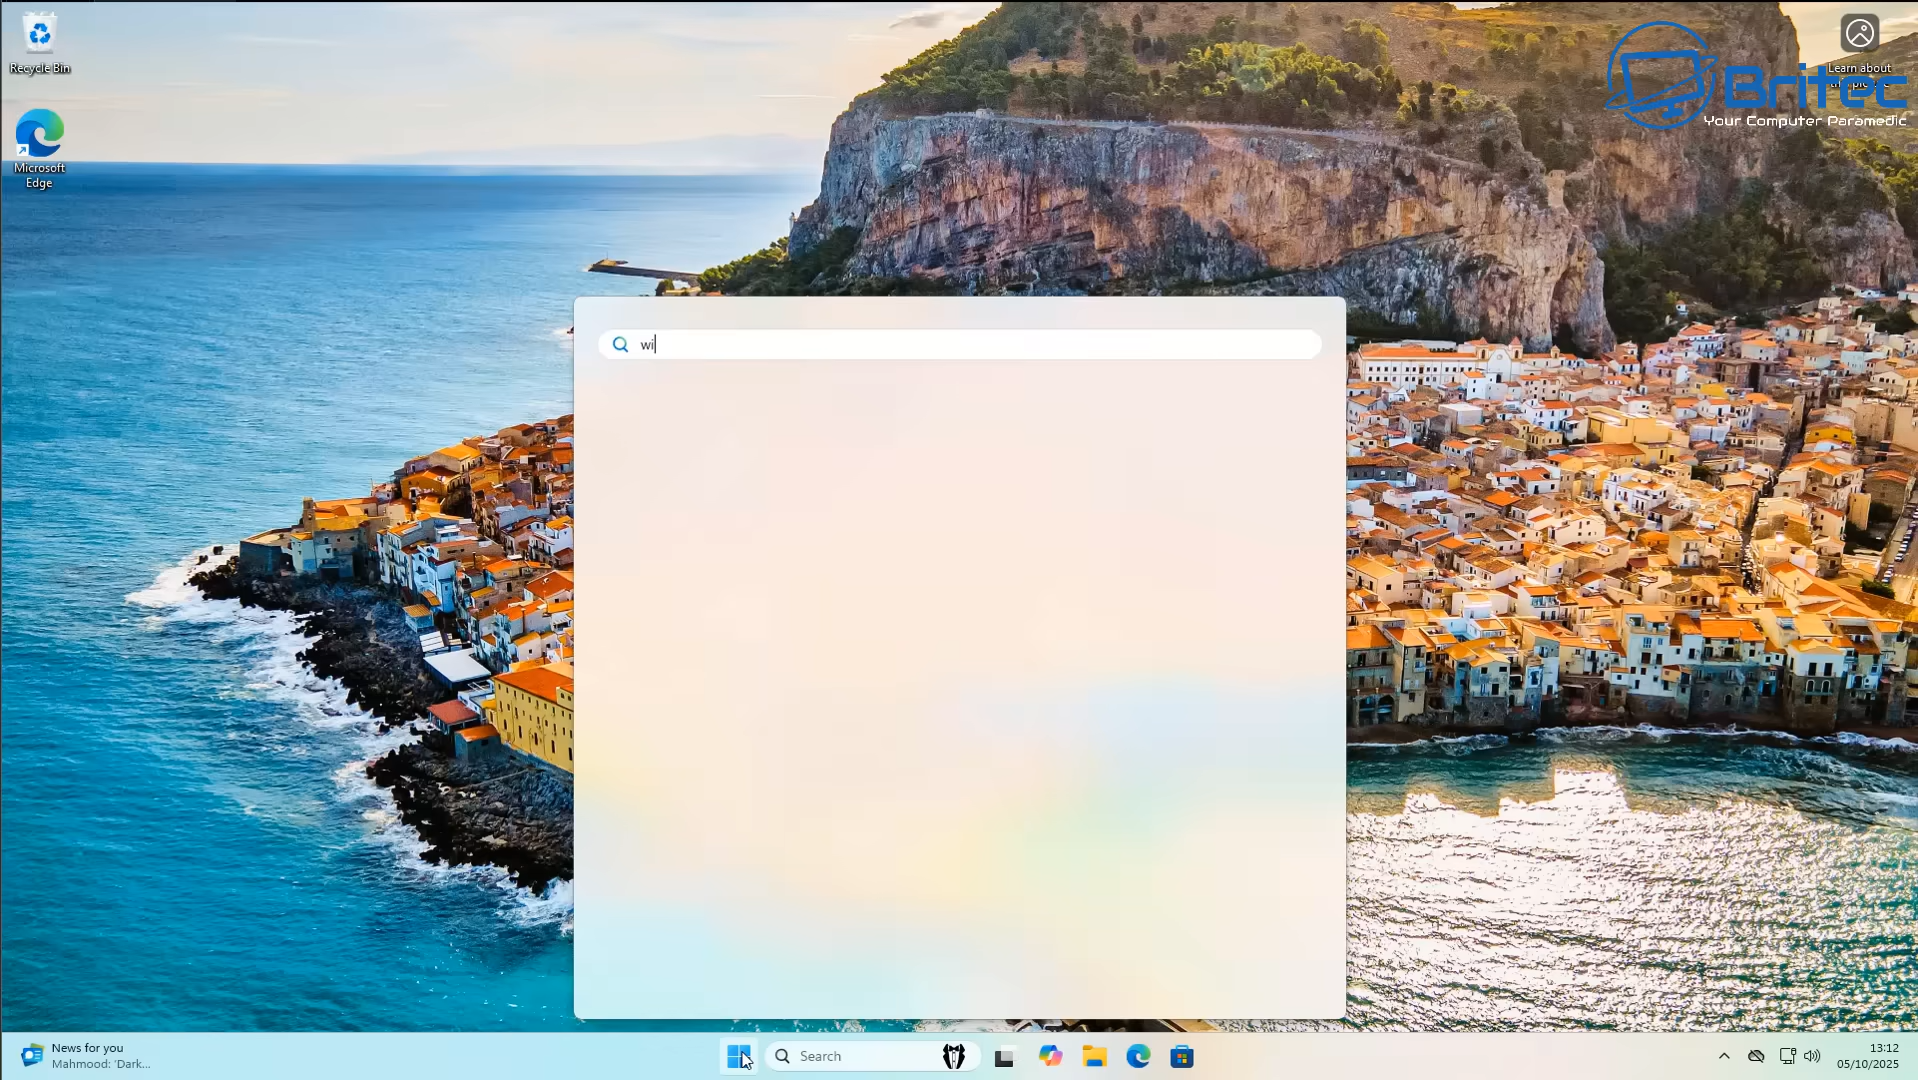 Recycle Bin
Microsoft
Edge
Learn about
Britec
Your Computer Paramedic
wi
News for you
Mahmood: 'Dark...
Search
13:12
05/10/2025